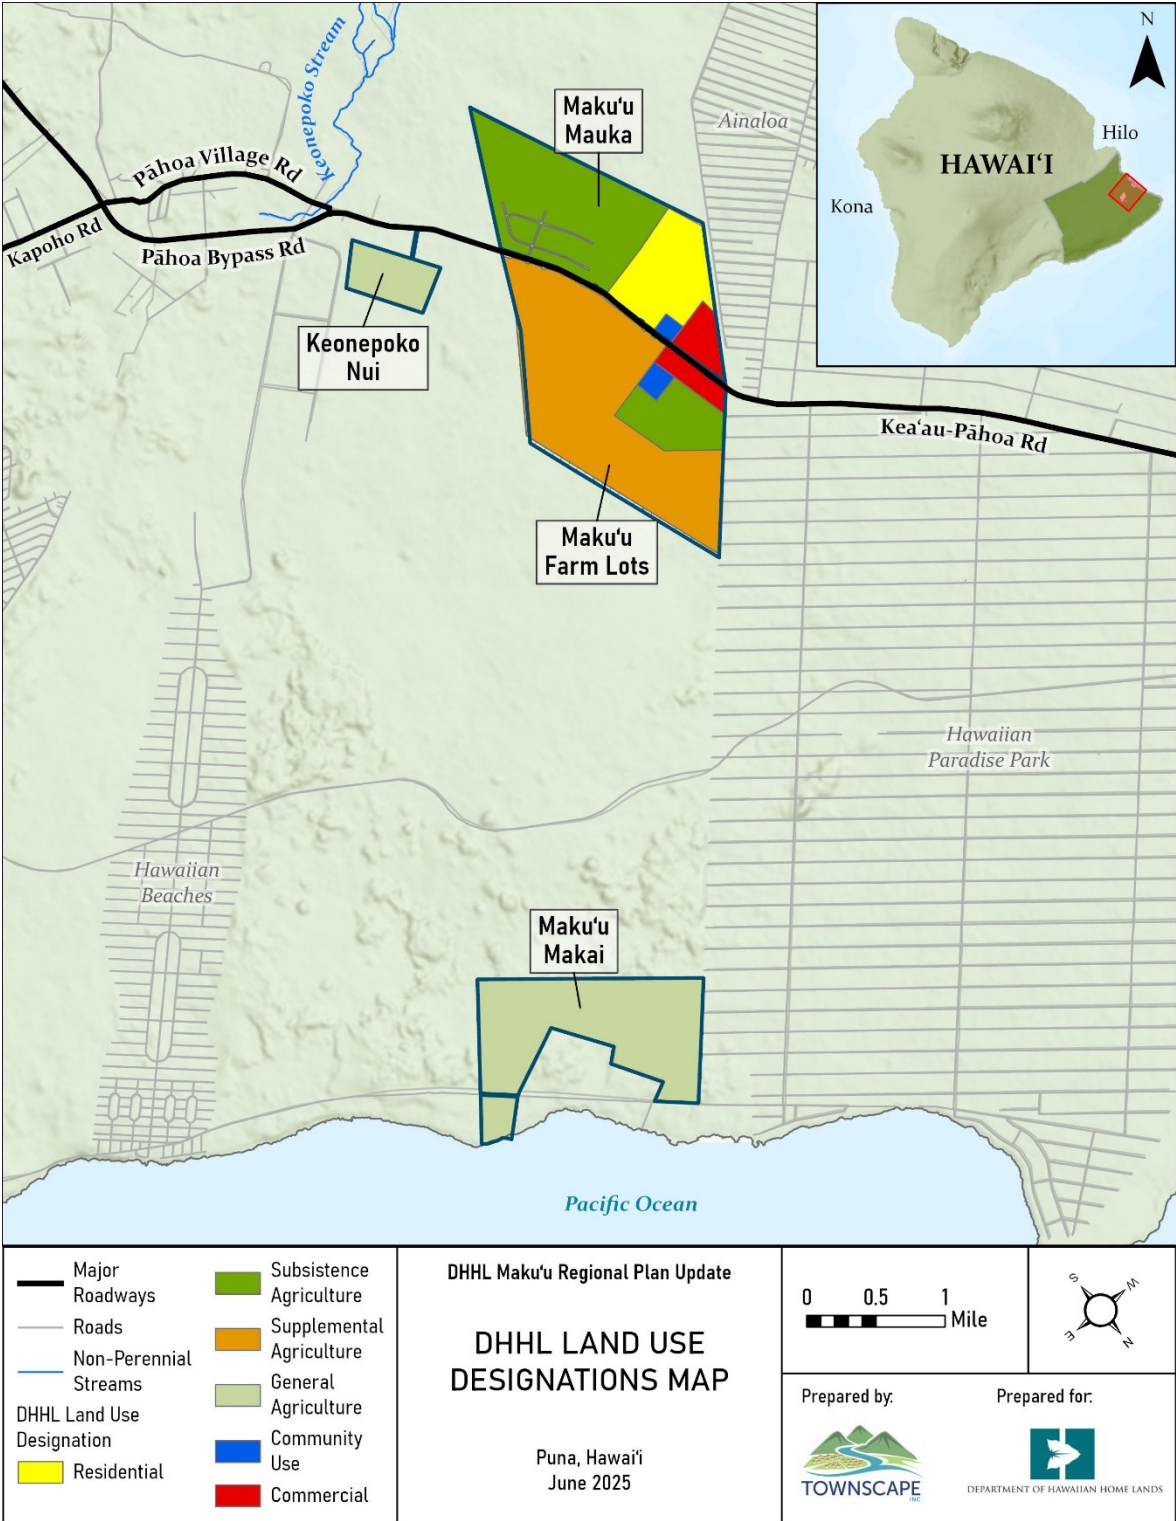 Keonepoko Stream
Maku‘u
Mauka
Ainaloa
N
Hilo
HAWAI‘I
Kona
Pāhoa Village Rd
Kapoho Rd
Pāhoa Bypass Rd
Keonepoko
Nui
Kea‘au-Pāhoa Rd
Maku‘u
Farm Lots
Hawaiian
Paradise Park
Hawaiian
Beaches
Maku‘u
Makai
Pacific Ocean
Major
Roadways
Roads
Non-Perennial
Streams
DHHL Land Use
Designation
Residential
Subsistence
Agriculture
Supplemental
Agriculture
General
Agriculture
Community
Use
Commercial
DHHL Maku‘u Regional Plan Update
DHHL LAND USE
DESIGNATIONS MAP
Puna, Hawai‘i
June 2025
0 0.5 1
Mile
S
W
E
N
Prepared by:
TOWNSCAPE
INC
Prepared for:
DEPARTMENT OF HAWAIIAN HOME LANDS